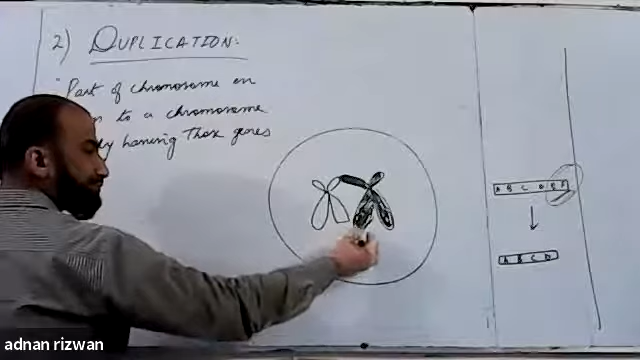 2) DUPLICATION:-
"Part of chromosome
to a chromosome
having those genes
A B C D E F
A B C D
adnan rizwan